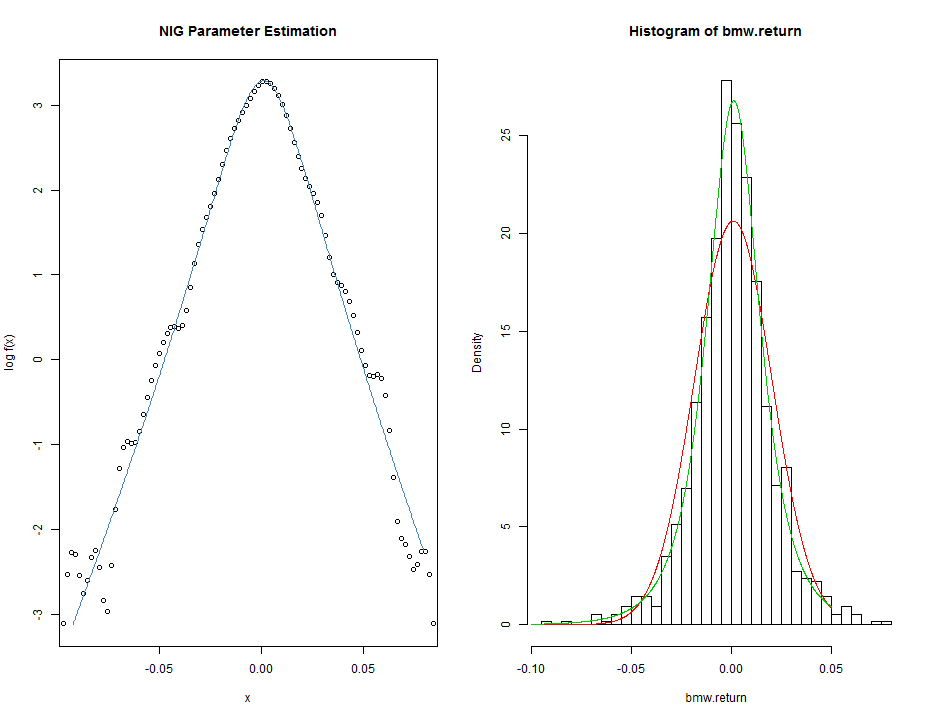 NIG Parameter Estimation
log f(x)
3
2
1
0
-1
-2
-3
-0.05 0.00 0.05
x
Histogram of bmw.return
Density
25
20
15
10
5
0
-0.10 -0.05 0.00 0.05
bmw.return